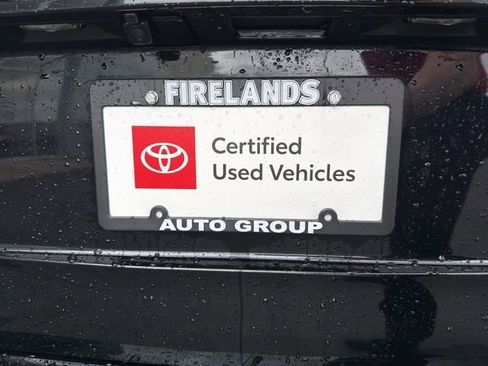 FIRELANDS
Certified
Used Vehicles
AUTO GROUP